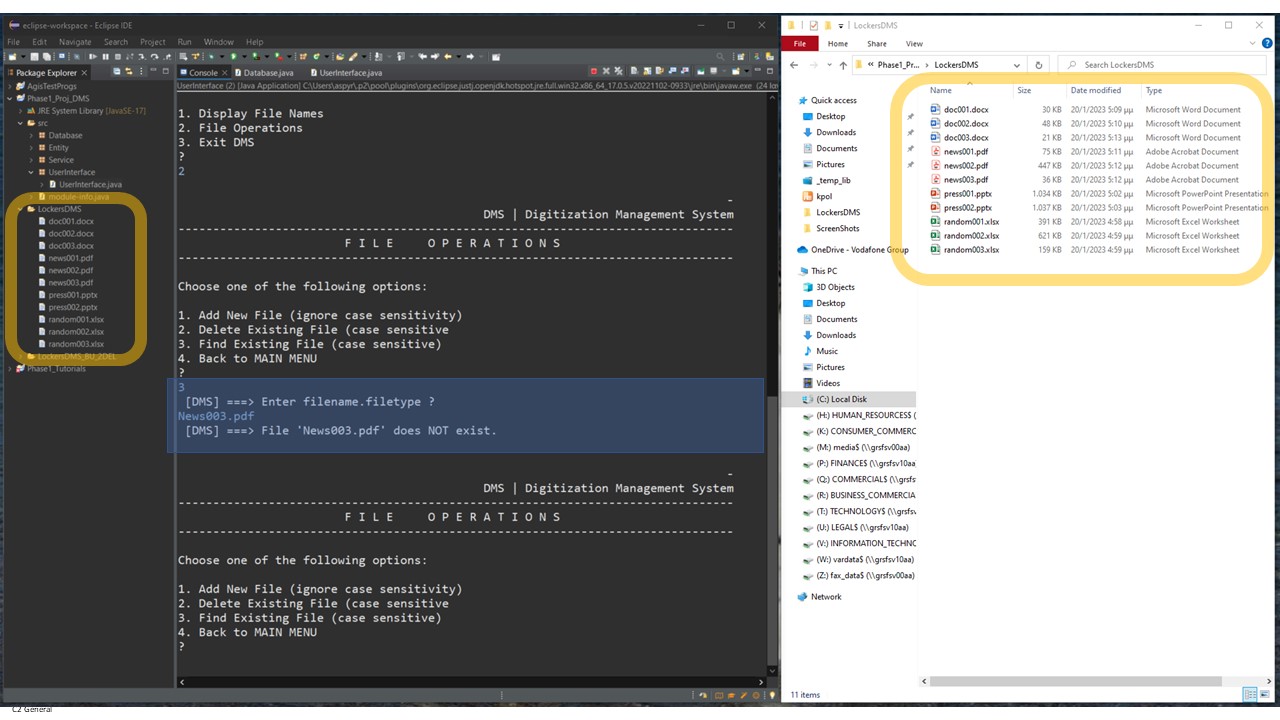 eclipse-workspace - Eclipse IDE
File Edit Navigate Search Project Run Window Help
Package Explorer
AgisTestProgs
Phase1_Proj_DMS
JRE System Library [JavaSE-17]
src
Database
Entity
Service
UserInterface
UserInterface.java
module-info.java
LockersDMS
doc001.docx
doc002.docx
doc003.docx
news001.pdf
news002.pdf
news003.pdf
press001.pptx
press002.pptx
random001.xlsx
random002.xlsx
random003.xlsx
LockersDMS_BU_2DEL
Phase1_Tutorials
Console Database.java UserInterface.java
UserInterface (2) [Java Application] C:\Users\aspyr\.p2\pool\plugins\org.eclipse.justj.openjdk.hotspot.jre.full.win32.x86_64_17.0.5.v20221102-0933\jre\bin\javaw.exe (24 Ιαν
1. Display File Names
2. File Operations
3. Exit DMS
?
2
-
DMS | Digitization Management System
--------------------------------------------------------------------------------
F I L E O P E R A T I O N S
--------------------------------------------------------------------------------
Choose one of the following options:
1. Add New File (ignore case sensitivity)
2. Delete Existing File (case sensitive
3. Find Existing File (case sensitive)
4. Back to MAIN MENU
?
3
[DMS] ===> Enter filename.filetype ?
News003.pdf
[DMS] ===> File 'News003.pdf' does NOT exist.
-
DMS | Digitization Management System
--------------------------------------------------------------------------------
F I L E O P E R A T I O N S
--------------------------------------------------------------------------------
Choose one of the following options:
1. Add New File (ignore case sensitivity)
2. Delete Existing File (case sensitive
3. Find Existing File (case sensitive)
4. Back to MAIN MENU
?
LockersDMS
File Home Share View
« Phase1_Pr... › LockersDMS
Search LockersDMS
Quick access
Desktop
Downloads
Documents
Pictures
_temp_lib
kpol
LockersDMS
ScreenShots
OneDrive - Vodafone Group
This PC
3D Objects
Desktop
Documents
Downloads
Music
Pictures
Videos
(C:) Local Disk
(H:) HUMAN_RESOURCES$ (
(K:) CONSUMER_COMMERC
(M:) media$ (\\grsfsv00aa)
(P:) FINANCE$ (\\grsfsv10aa
(Q:) COMMERCIAL$ (\\grsfs
(R:) BUSINESS_COMMERCIA
(T:) TECHNOLOGY$ (\\grsfsv
(U:) LEGAL$ (\\grsfsv10aa)
(V:) INFORMATION_TECHNC
(W:) vardata$ (\\grsfsv10aa)
(Z:) fax_data$ (\\grsfsv00aa)
Network
Name Size Date modified Type
doc001.docx 30 KB 20/1/2023 5:09 μμ Microsoft Word Document
doc002.docx 48 KB 20/1/2023 5:10 μμ Microsoft Word Document
doc003.docx 21 KB 20/1/2023 5:13 μμ Microsoft Word Document
news001.pdf 75 KB 20/1/2023 5:11 μμ Adobe Acrobat Document
news002.pdf 447 KB 20/1/2023 5:12 μμ Adobe Acrobat Document
news003.pdf 36 KB 20/1/2023 5:12 μμ Adobe Acrobat Document
press001.pptx 1.034 KB 20/1/2023 5:02 μμ Microsoft PowerPoint Presentation
press002.pptx 1.037 KB 20/1/2023 5:03 μμ Microsoft PowerPoint Presentation
random001.xlsx 391 KB 20/1/2023 4:58 μμ Microsoft Excel Worksheet
random002.xlsx 621 KB 20/1/2023 4:59 μμ Microsoft Excel Worksheet
random003.xlsx 159 KB 20/1/2023 4:59 μμ Microsoft Excel Worksheet
11 items
C2 General